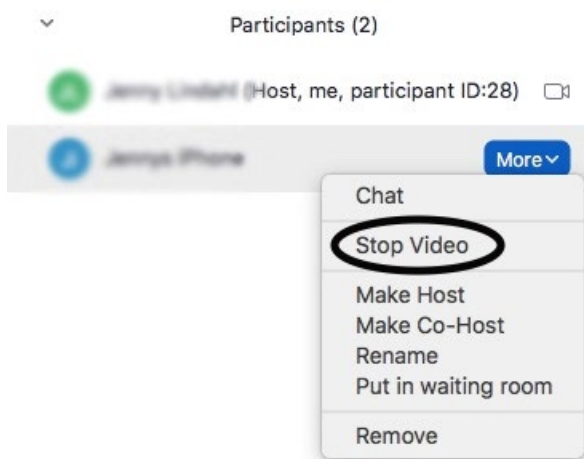 Participants (2)
(Host, me, participant ID:28)
More
Chat
Stop Video
Make Host
Make Co-Host
Rename
Put in waiting room
Remove